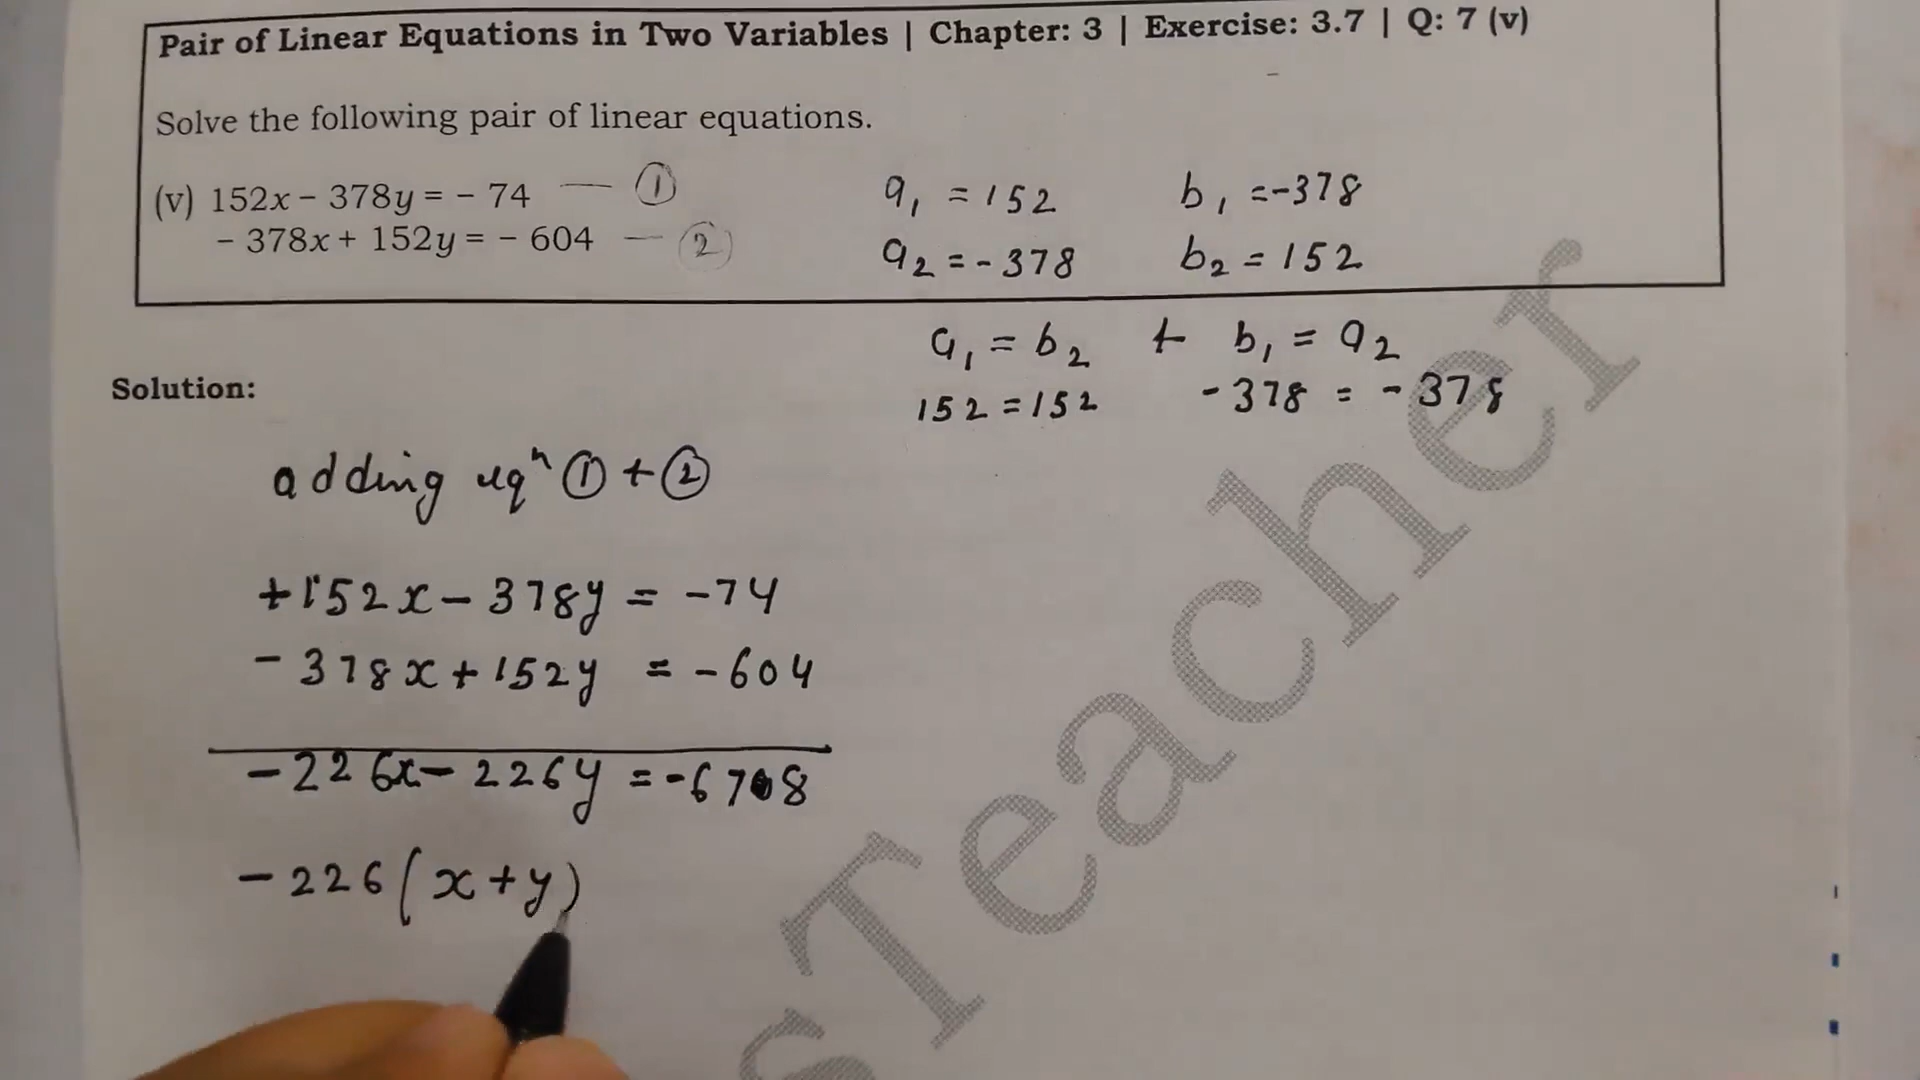 Pair of Linear Equations in Two Variables | Chapter: 3 | Exercise: 3.7 | Q: 7 (v)
Solve the following pair of linear equations.
(v) 152x – 378y = – 74 — ①
– 378x + 152y = – 604 — ②
a₁ = 152 b₁ = -378
a₂ = - 378 b₂ = 152
a₁ = b₂ + b₁ = a₂
152 = 152 - 378 = - 378
Solution:
adding eqⁿ ① + ②
+152x - 378y = -74
- 378x + 152y = -604
-226x - 226y = -678
-226(x+y)
sTeacher